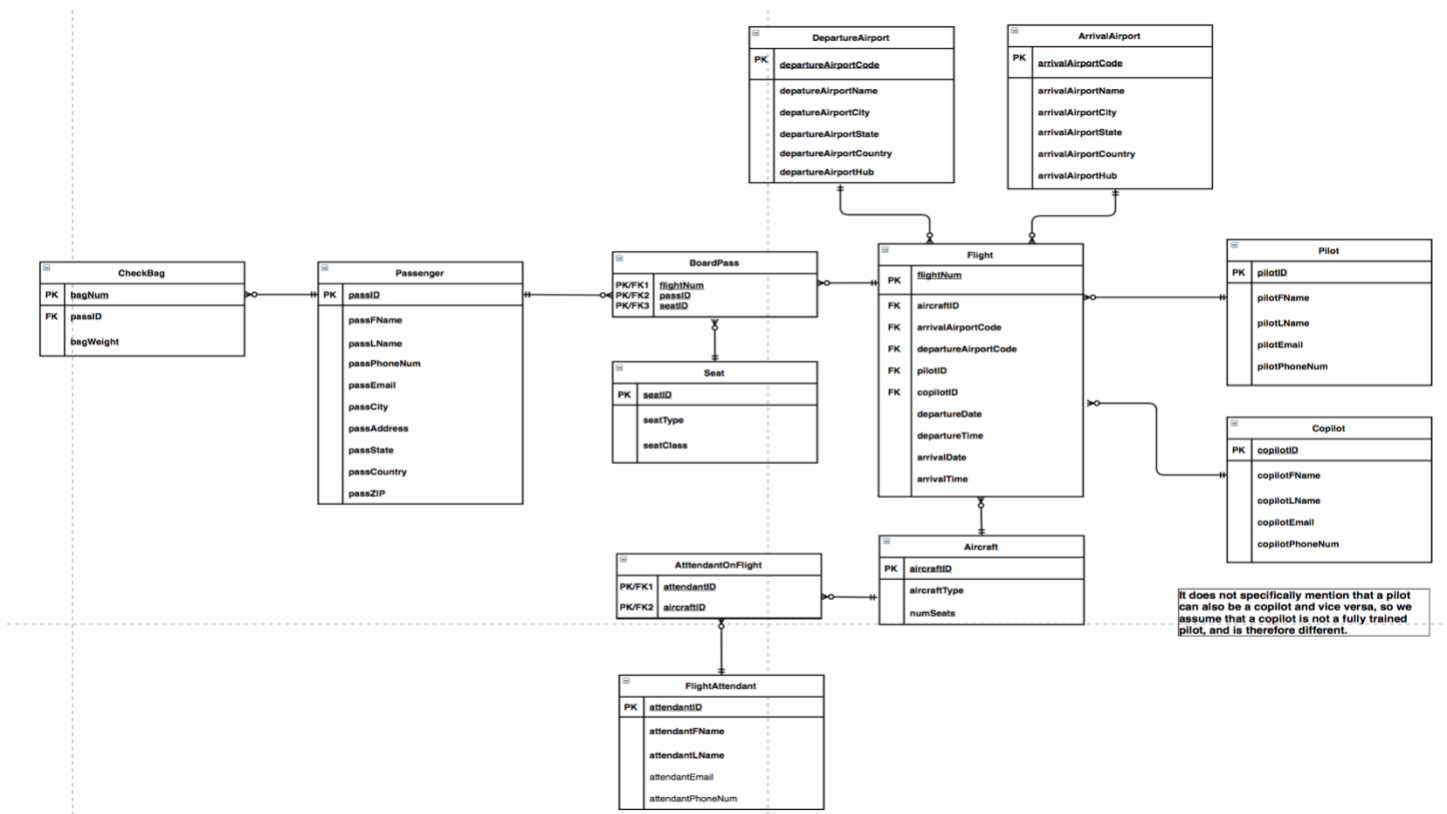 DepartureAirport
PK departureAirportCode
depatureAirportName
depatureAirportCity
departureAirportState
departureAirportCountry
departureAirportHub
ArrivalAirport
PK arrivalAirportCode
arrivalAirportName
arrivalAirportCity
arrivalAirportState
arrivalAirportCountry
arrivalAirportHub
CheckBag
PK bagNum
FK passID
bagWeight
Passenger
PK passID
passFName
passLName
passPhoneNum
passEmail
passCity
passAddress
passState
passCountry
passZIP
BoardPass
PK/FK1 flightNum
PK/FK2 passID
PK/FK3 seatID
Seat
PK seatID
seatType
seatClass
Flight
PK flightNum
FK aircraftID
FK arrivalAirportCode
FK departureAirportCode
FK pilotID
FK copilotID
departureDate
departureTime
arrivalDate
arrivalTime
Pilot
PK pilotID
pilotFName
pilotLName
pilotEmail
pilotPhoneNum
Copilot
PK copilotID
copilotFName
copilotLName
copilotEmail
copilotPhoneNum
AtttendantOnFlight
PK/FK1 attendantID
PK/FK2 aircraftID
Aircraft
PK aircraftID
aircraftType
numSeats
It does not specifically mention that a pilot
can also be a copilot and vice versa, so we
assume that a copilot is not a fully trained
pilot, and is therefore different.
FlightAttendant
PK attendantID
attendantFName
attendantLName
attendantEmail
attendantPhoneNum